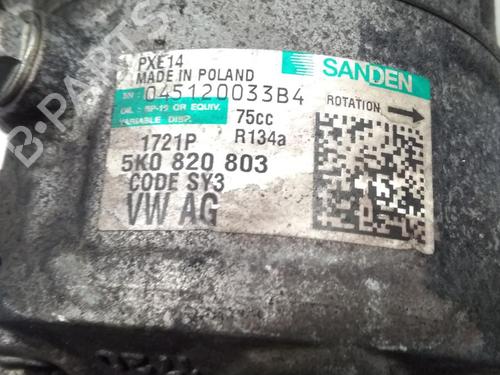 PXE14
MADE IN POLAND
SANDEN
SN: 045120033B4
ROTATION
OIL: SP-15 OR EQUIV. 75cc
VARIABLE DISP. R134a
1721P
5K0 820 803
CODE SY3
VW AG